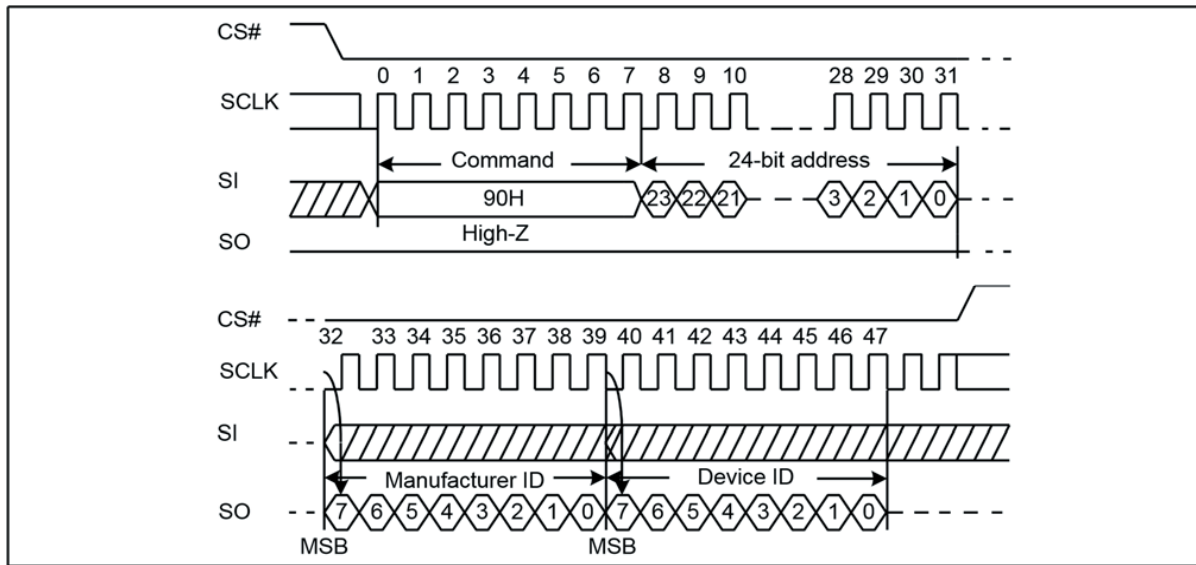 CS#
0 1 2 3 4 5 6 7 8 9 10 28 29 30 31
SCLK
Command 24-bit address
SI
90H 23 22 21 3 2 1 0
High-Z
SO
CS#
32 33 34 35 36 37 38 39 40 41 42 43 44 45 46 47
SCLK
SI
Manufacturer ID Device ID
SO 7 6 5 4 3 2 1 0 7 6 5 4 3 2 1 0
MSB MSB